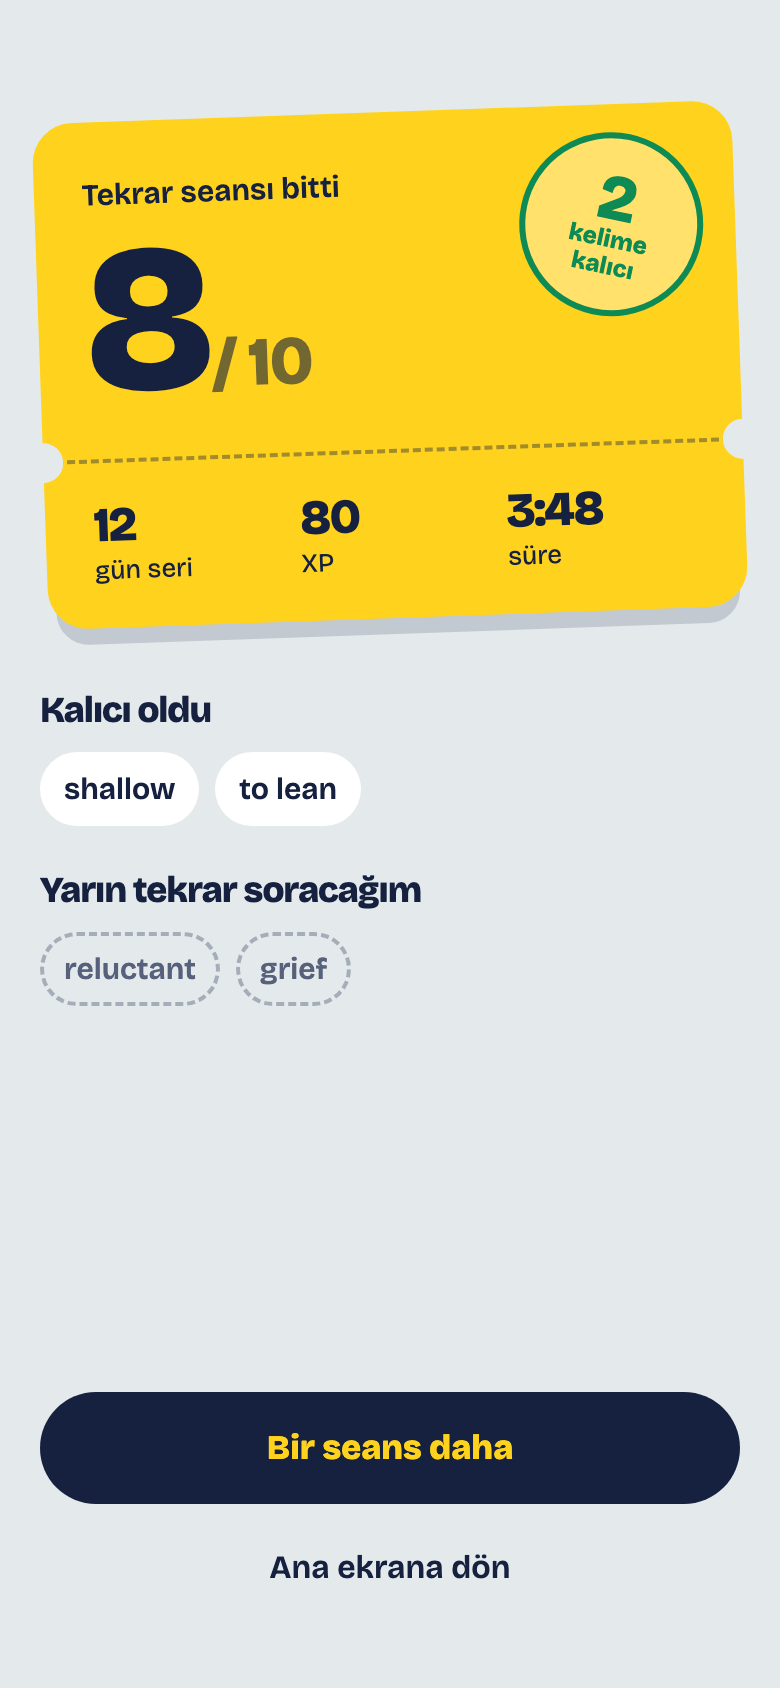 Tekrar seansı bitti
2
kelime
kalıcı
8/ 10
12
gün seri
80
XP
3:48
süre
Kalıcı oldu
shallow
to lean
Yarın tekrar soracağım
reluctant
grief
Bir seans daha
Ana ekrana dön